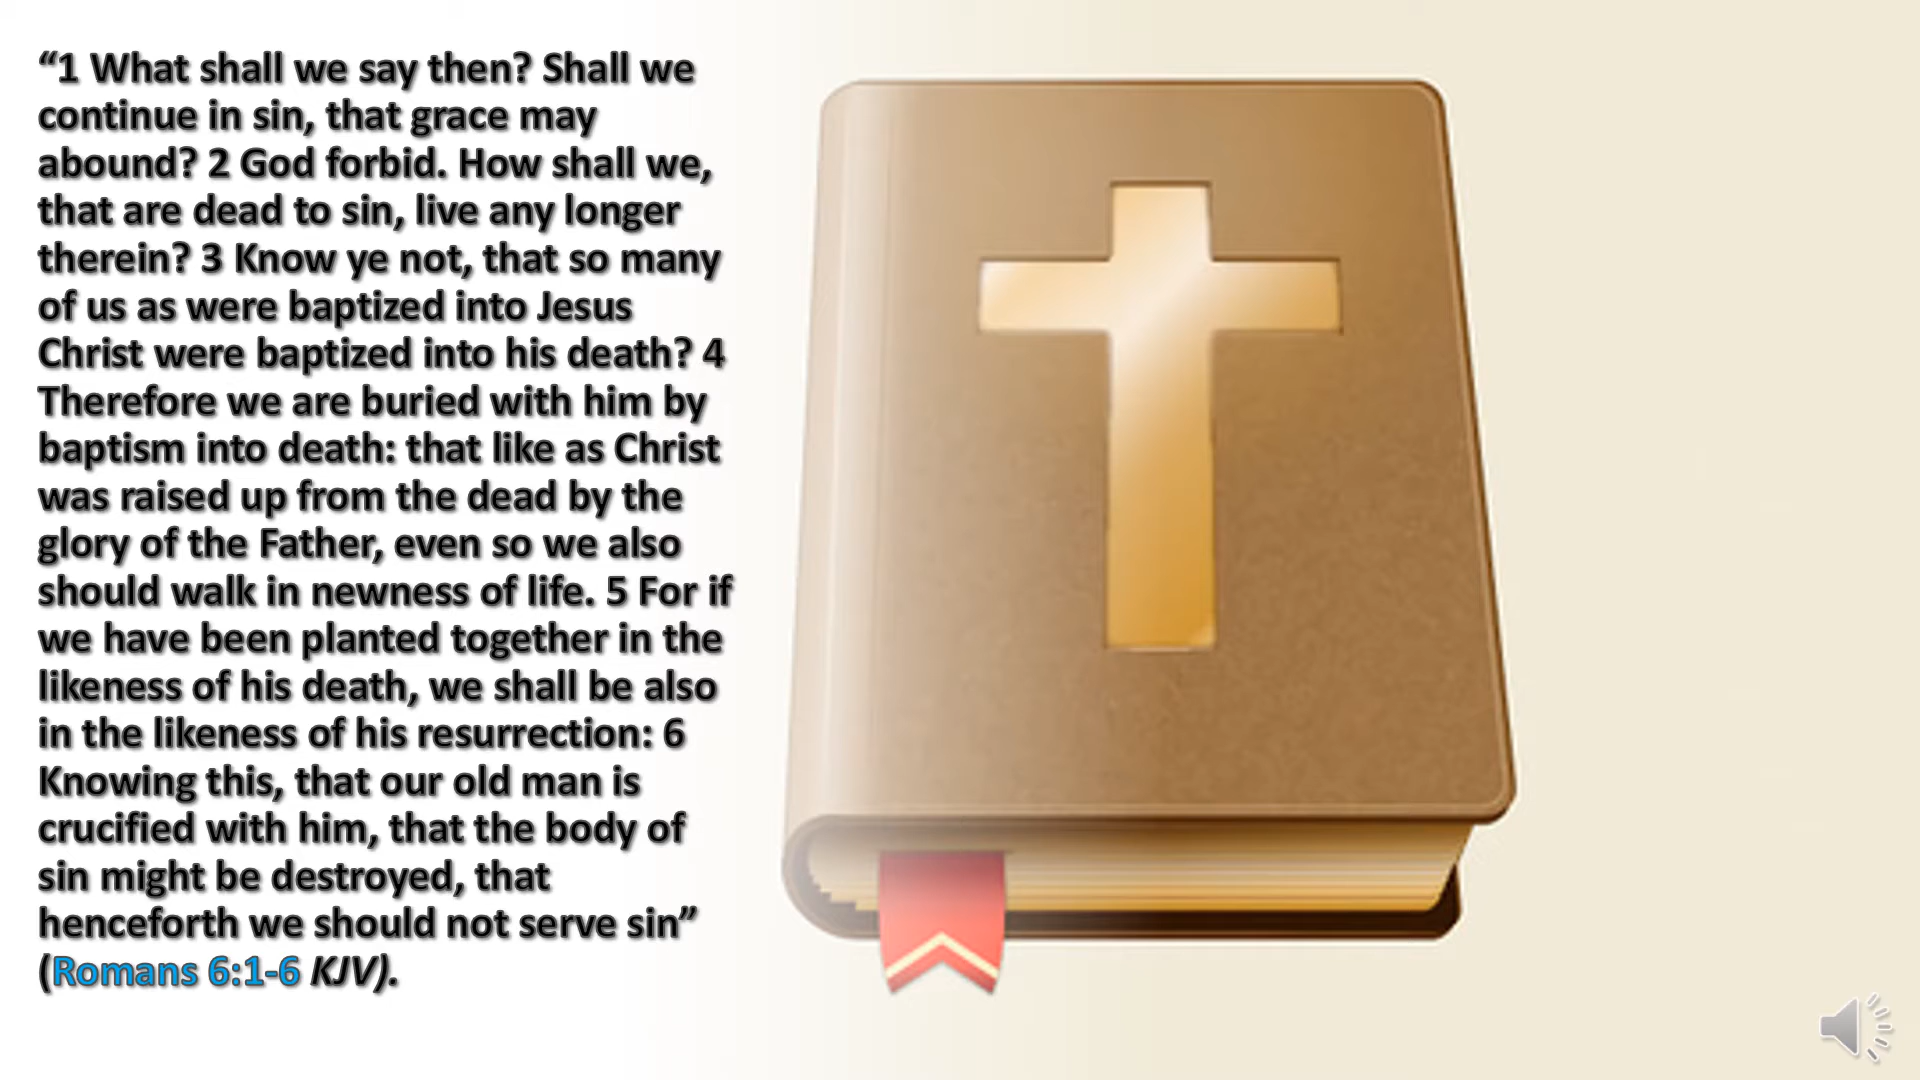 “1 What shall we say then? Shall we
continue in sin, that grace may
abound? 2 God forbid. How shall we,
that are dead to sin, live any longer
therein? 3 Know ye not, that so many
of us as were baptized into Jesus
Christ were baptized into his death? 4
Therefore we are buried with him by
baptism into death: that like as Christ
was raised up from the dead by the
glory of the Father, even so we also
should walk in newness of life. 5 For if
we have been planted together in the
likeness of his death, we shall be also
in the likeness of his resurrection: 6
Knowing this, that our old man is
crucified with him, that the body of
sin might be destroyed, that
henceforth we should not serve sin”
(Romans 6:1-6 KJV).